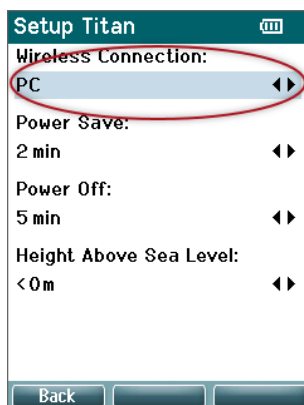 Setup Titan
Wireless Connection:
PC
Power Save:
2 min
Power Off:
5 min
Height Above Sea Level:
<0m
Back